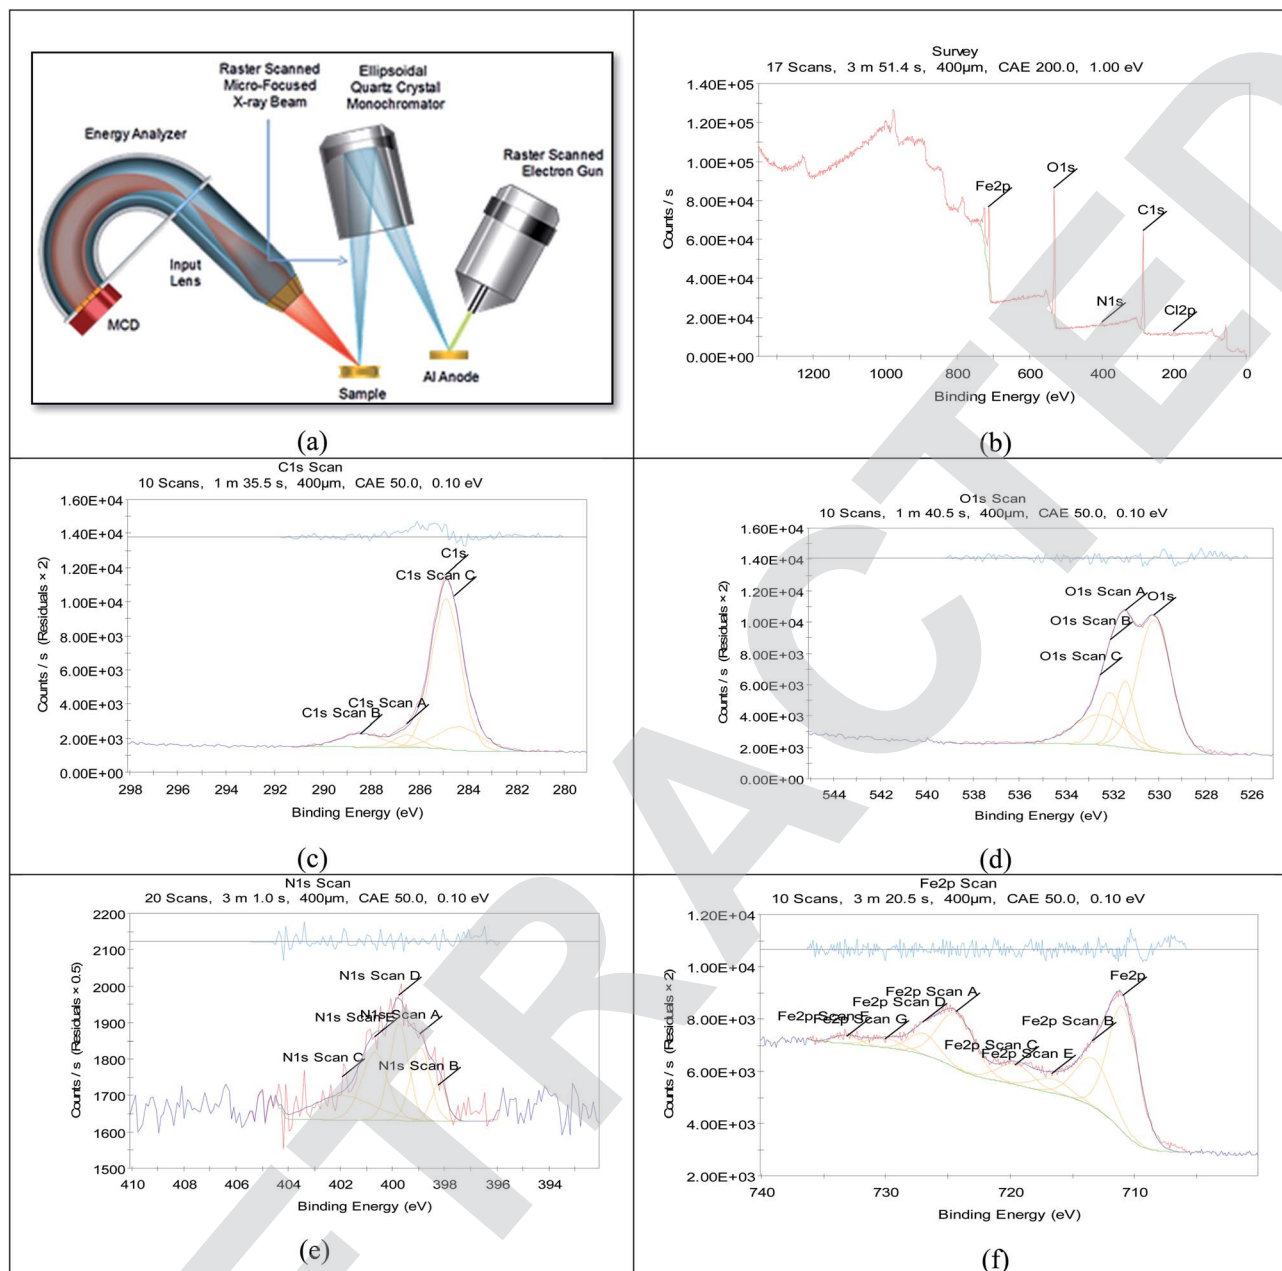 Raster Scanned
Micro-Focused
X-ray Beam
Ellipsoidal
Quartz Crystal
Monochromator
Energy Analyzer
Raster Scanned
Electron Gun
Input
Lens
MCD
Al Anode
Sample
(a)
Survey
17 Scans, 3 m 51.4 s, 400µm, CAE 200.0, 1.00 eV
1.40E+05
1.20E+05
1.00E+05
8.00E+04
6.00E+04
4.00E+04
2.00E+04
0.00E+00
Counts / s
Fe2p
O1s
C1s
N1s
Cl2p
1200 1000 800 600 400 200 0
Binding Energy (eV)
(b)
C1s Scan
10 Scans, 1 m 35.5 s, 400µm, CAE 50.0, 0.10 eV
1.60E+04
1.40E+04
1.20E+04
1.00E+04
8.00E+03
6.00E+03
4.00E+03
2.00E+03
0.00E+00
Counts / s (Residuals × 2)
C1s
C1s Scan C
C1s Scan A
C1s Scan B
298 296 294 292 290 288 286 284 282 280
Binding Energy (eV)
(c)
O1s Scan
10 Scans, 1 m 40.5 s, 400µm, CAE 50.0, 0.10 eV
1.60E+04
1.40E+04
1.20E+04
1.00E+04
8.00E+03
6.00E+03
4.00E+03
2.00E+03
0.00E+00
Counts / s (Residuals × 2)
O1s Scan A
O1s
O1s Scan B
O1s Scan C
544 542 540 538 536 534 532 530 528 526
Binding Energy (eV)
(d)
N1s Scan
20 Scans, 3 m 1.0 s, 400µm, CAE 50.0, 0.10 eV
2200
2100
2000
1900
1800
1700
1600
1500
Counts / s (Residuals × 0.5)
N1s Scan D
N1s Scan A
N1s Scan E
N1s Scan C
N1s Scan B
410 408 406 404 402 400 398 396 394
Binding Energy (eV)
(e)
Fe2p Scan
10 Scans, 3 m 20.5 s, 400µm, CAE 50.0, 0.10 eV
1.20E+04
1.00E+04
8.00E+03
6.00E+03
4.00E+03
2.00E+03
Counts / s (Residuals × 2)
Fe2p
Fe2p Scan A
Fe2p Scan D
Fe2p Scan F
Fe2p Scan G
Fe2p Scan B
Fe2p Scan C
Fe2p Scan E
740 730 720 710
Binding Energy (eV)
(f)
ETRACTED